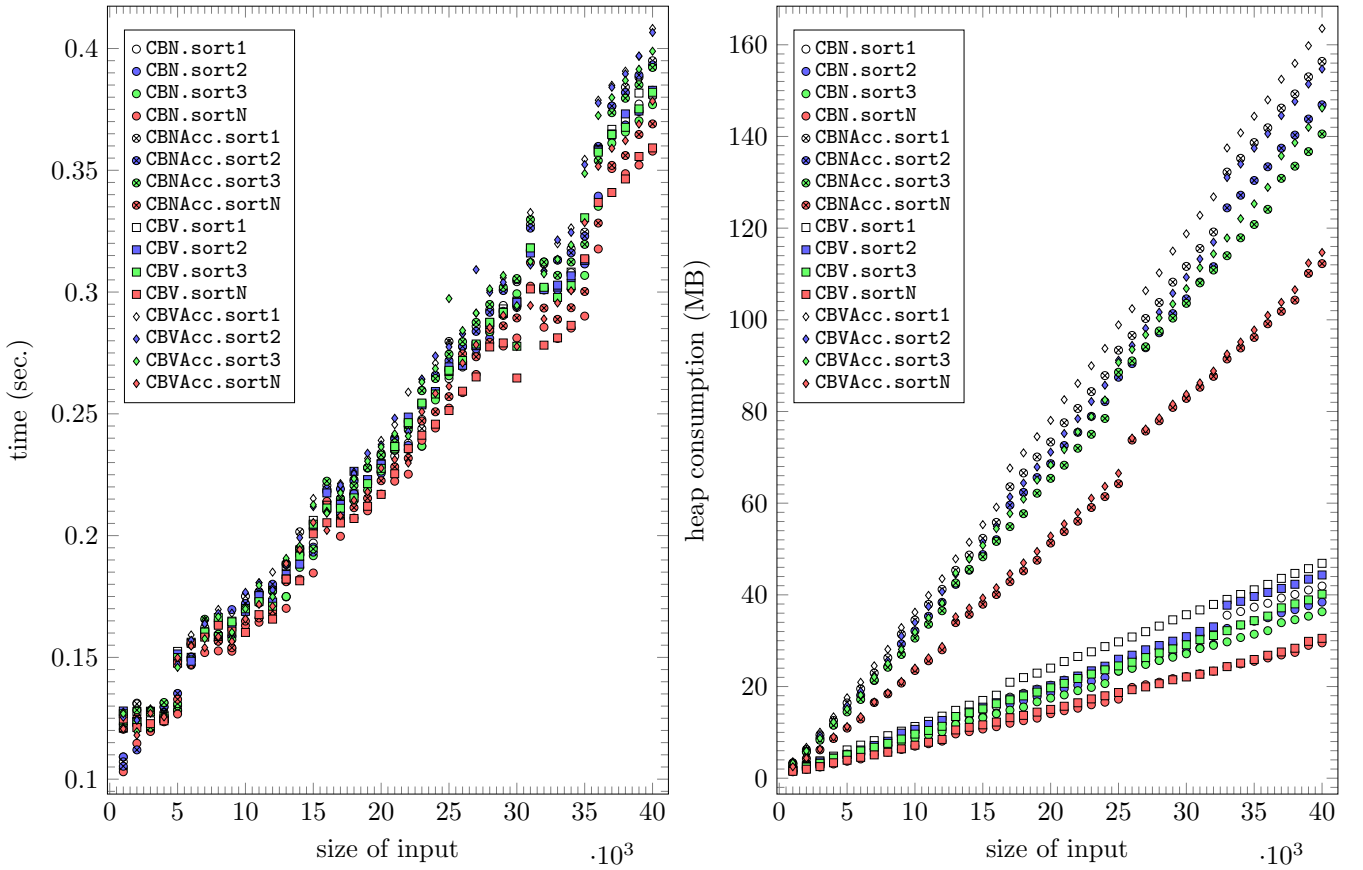 0.4
0.35
0.3
0.25
0.2
0.15
0.1
time (sec.)
CBN.sort1
CBN.sort2
CBN.sort3
CBN.sortN
CBNAcc.sort1
CBNAcc.sort2
CBNAcc.sort3
CBNAcc.sortN
CBV.sort1
CBV.sort2
CBV.sort3
CBV.sortN
CBVAcc.sort1
CBVAcc.sort2
CBVAcc.sort3
CBVAcc.sortN
0 5 10 15 20 25 30 35 40
size of input ·10³
160
140
120
100
80
60
40
20
0
heap consumption (MB)
CBN.sort1
CBN.sort2
CBN.sort3
CBN.sortN
CBNAcc.sort1
CBNAcc.sort2
CBNAcc.sort3
CBNAcc.sortN
CBV.sort1
CBV.sort2
CBV.sort3
CBV.sortN
CBVAcc.sort1
CBVAcc.sort2
CBVAcc.sort3
CBVAcc.sortN
0 5 10 15 20 25 30 35 40
size of input ·10³